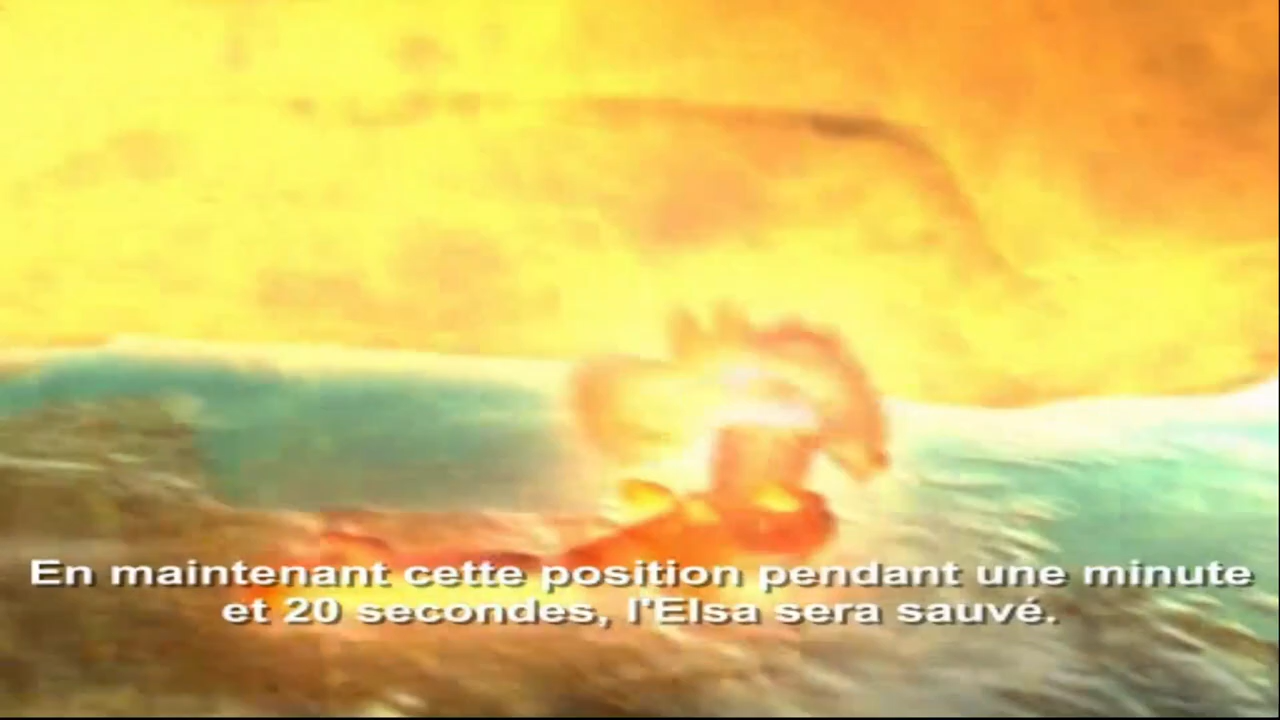 En maintenant cette position pendant une minute
et 20 secondes, l'Elsa sera sauvé.